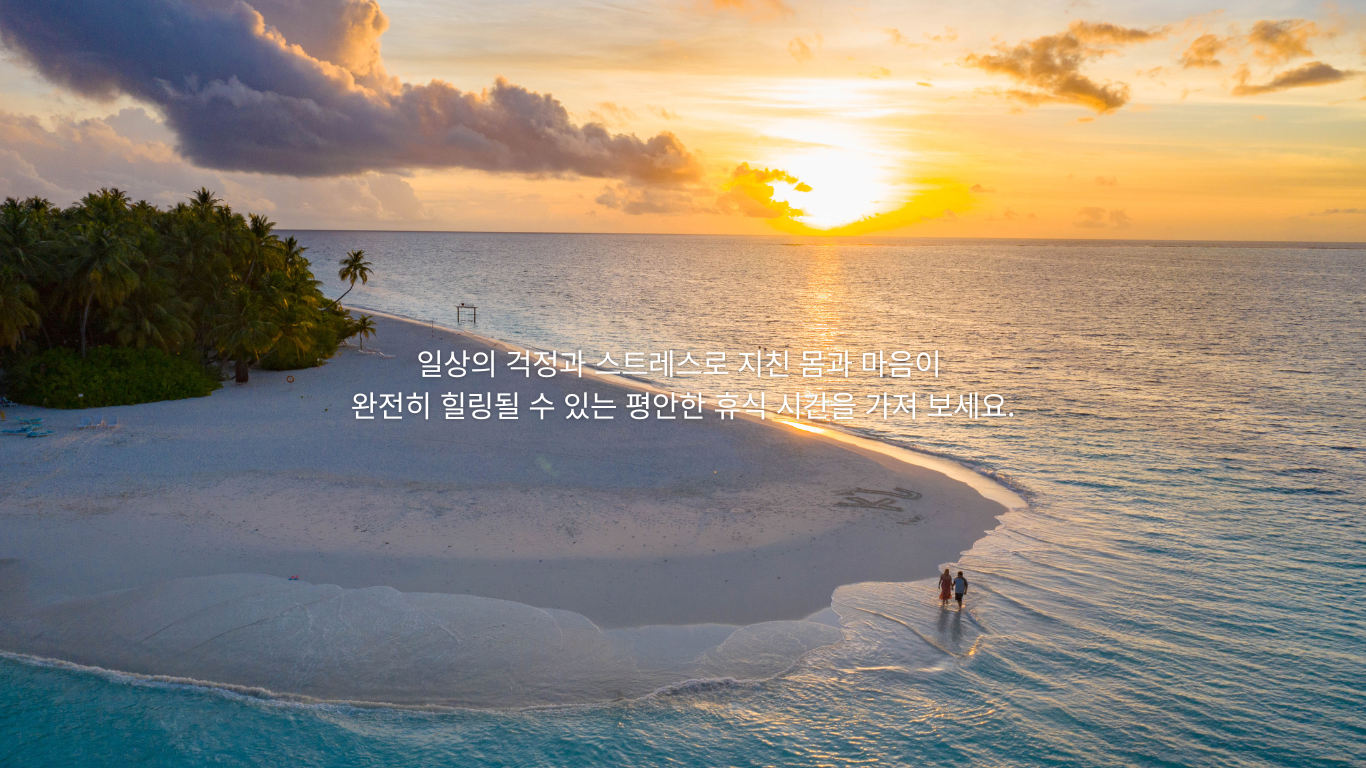 일상의 걱정과 스트레스로 지친 몸과 마음이
완전히 힐링될 수 있는 평안한 휴식 시간을 가져 보세요.